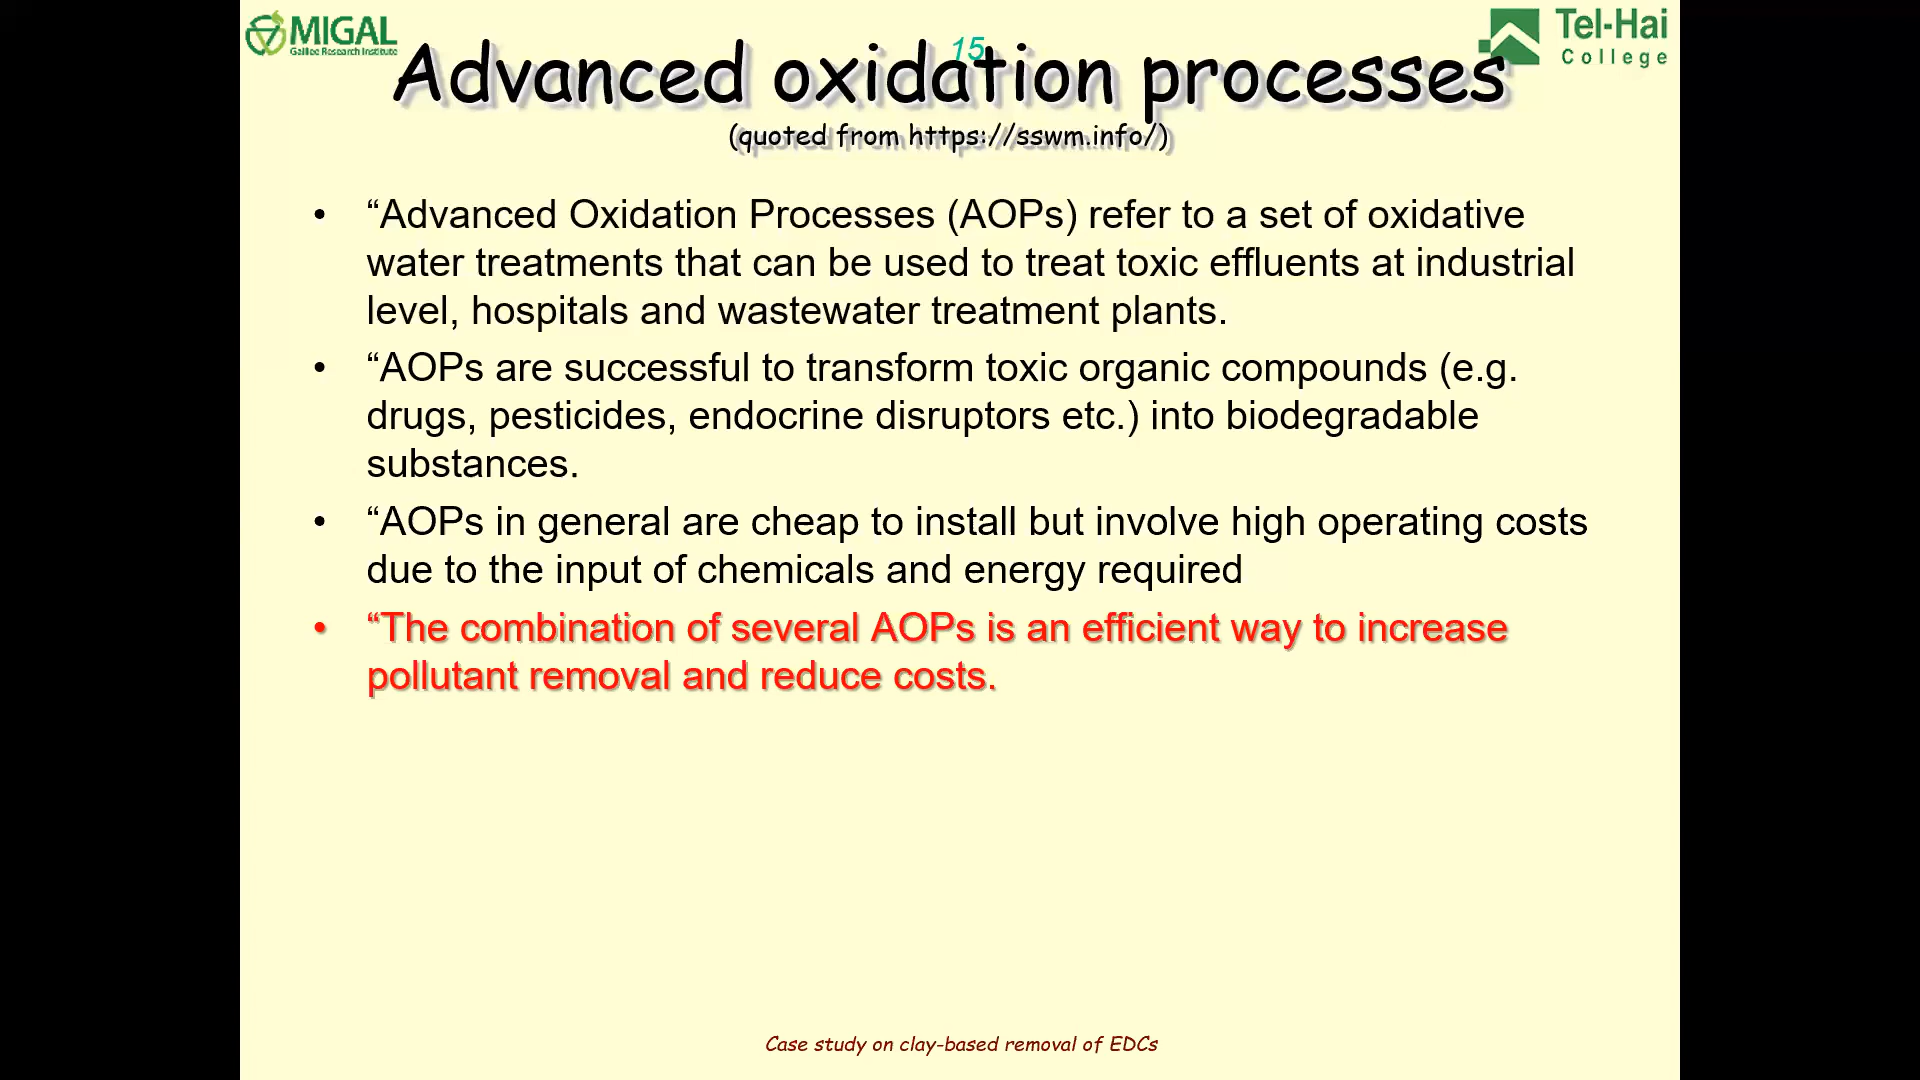 MIGAL
Galilee Research Institute
Tel-Hai
College
15
Advanced oxidation processes
(quoted from https://sswm.info/)
• “Advanced Oxidation Processes (AOPs) refer to a set of oxidative
water treatments that can be used to treat toxic effluents at industrial
level, hospitals and wastewater treatment plants.
• “AOPs are successful to transform toxic organic compounds (e.g.
drugs, pesticides, endocrine disruptors etc.) into biodegradable
substances.
• “AOPs in general are cheap to install but involve high operating costs
due to the input of chemicals and energy required
• “The combination of several AOPs is an efficient way to increase
pollutant removal and reduce costs.
Case study on clay-based removal of EDCs